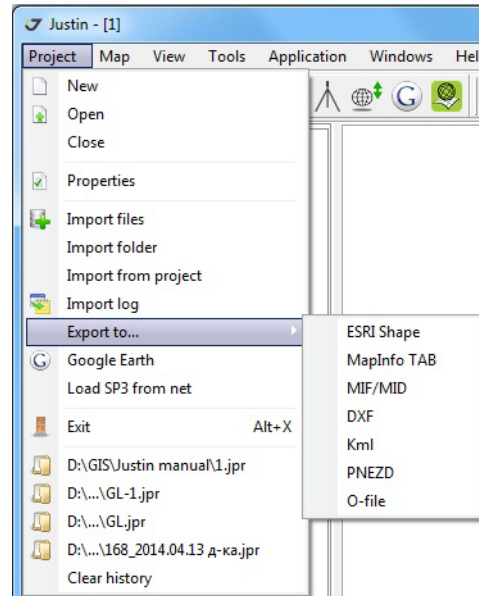 Justin - [1]
Project Map View Tools Application Windows Hel
New
Open
Close
Properties
Import files
Import folder
Import from project
Import log
Export to...
ESRI Shape
MapInfo TAB
MIF/MID
DXF
Kml
PNEZD
O-file
Google Earth
Load SP3 from net
Exit Alt+X
D:\GIS\Justin manual\1.jpr
D:\...\GL-1.jpr
D:\...\GL.jpr
D:\...\168_2014.04.13 д-ка.jpr
Clear history